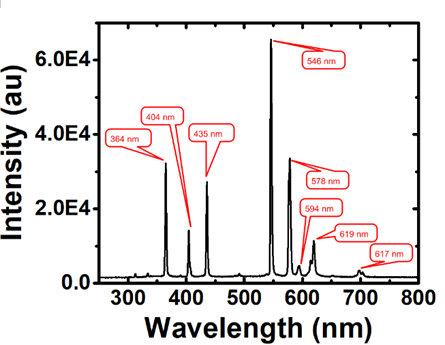 Intensity (au)
6.0E4
4.0E4
2.0E4
0.0
364 nm
404 nm
435 nm
546 nm
578 nm
594 nm
619 nm
617 nm
300
400
500
600
700
800
Wavelength (nm)